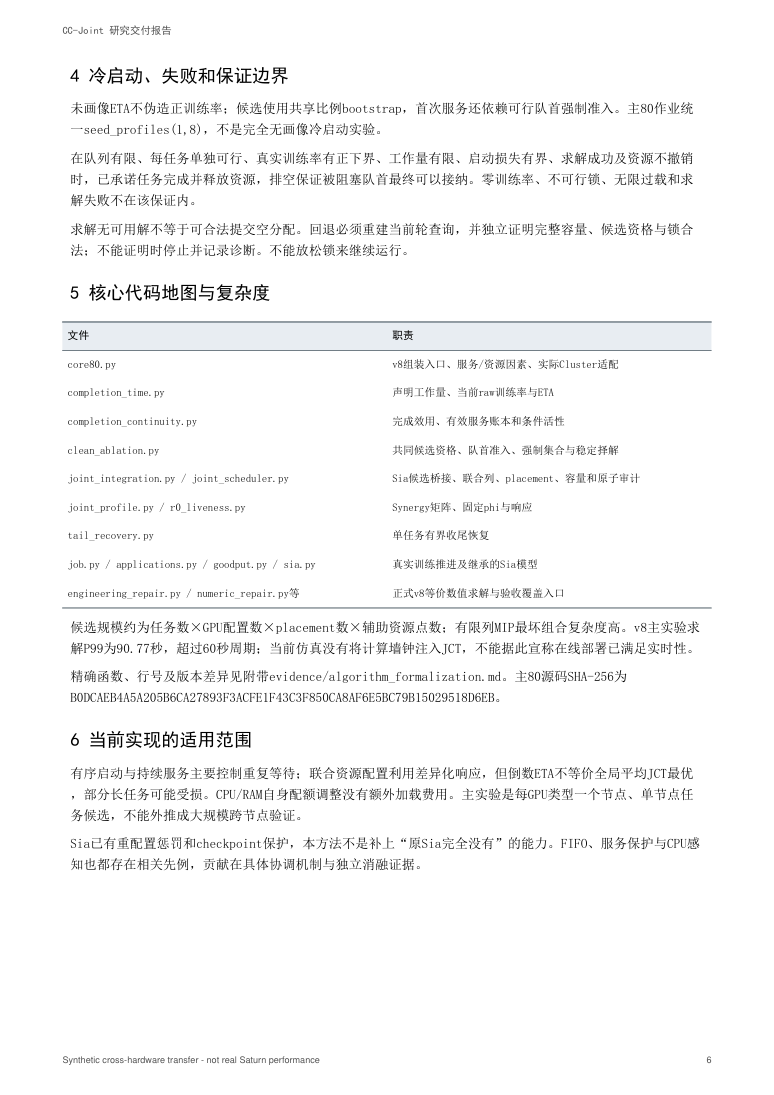 CC-Joint 研究交付报告
4 冷启动、失败和保证边界
未画像ETA不伪造正训练率；候选使用共享比例bootstrap，首次服务还依赖可行队首强制准入。主80作业统
一seed_profiles(1,8)，不是完全无画像冷启动实验。
在队列有限、每任务单独可行、真实训练率有正下界、工作量有限、启动损失有界、求解成功及资源不撤销
时，已承诺任务完成并释放资源，排空保证被阻塞队首最终可以接纳。零训练率、不可行锁、无限过载和求
解失败不在该保证内。
求解无可用解不等于可合法提交空分配。回退必须重建当前轮查询，并独立证明完整容量、候选资格与锁合
法；不能证明时停止并记录诊断。不能放松锁来继续运行。
5 核心代码地图与复杂度
文件 职责
core80.py v8组装入口、服务/资源因素、实际Cluster适配
completion_time.py 声明工作量、当前raw训练率与ETA
completion_continuity.py 完成效用、有效服务账本和条件活性
clean_ablation.py 共同候选资格、队首准入、强制集合与稳定择解
joint_integration.py / joint_scheduler.py Sia候选桥接、联合列、placement、容量和原子审计
joint_profile.py / r0_liveness.py Synergy矩阵、固定phi与响应
tail_recovery.py 单任务有界收尾恢复
job.py / applications.py / goodput.py / sia.py 真实训练推进及继承的Sia模型
engineering_repair.py / numeric_repair.py等 正式v8等价数值求解与验收覆盖入口
候选规模约为任务数×GPU配置数×placement数×辅助资源点数；有限列MIP最坏组合复杂度高。v8主实验求
解P99为90.77秒，超过60秒周期；当前仿真没有将计算墙钟注入JCT，不能据此宣称在线部署已满足实时性。
精确函数、行号及版本差异见附带evidence/algorithm_formalization.md。主80源码SHA-256为
B0DCAEB4A5A205B6CA27893F3ACFE1F43C3F850CA8AF6E5BC79B15029518D6EB。
6 当前实现的适用范围
有序启动与持续服务主要控制重复等待；联合资源配置利用差异化响应，但倒数ETA不等价全局平均JCT最优
，部分长任务可能受损。CPU/RAM自身配额调整没有额外加载费用。主实验是每GPU类型一个节点、单节点任
务候选，不能外推成大规模跨节点验证。
Sia已有重配置惩罚和checkpoint保护，本方法不是补上“原Sia完全没有”的能力。FIFO、服务保护与CPU感
知也都存在相关先例，贡献在具体协调机制与独立消融证据。
Synthetic cross-hardware transfer - not real Saturn performance 6